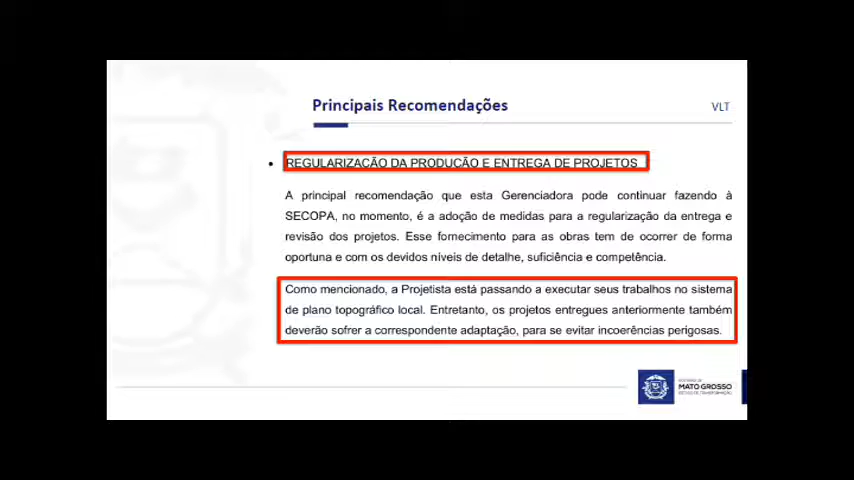 Principais Recomendações
VLT
• REGULARIZAÇÃO DA PRODUÇÃO E ENTREGA DE PROJETOS
A principal recomendação que esta Gerenciadora pode continuar fazendo à
SECOPA, no momento, é a adoção de medidas para a regularização da entrega e
revisão dos projetos. Esse fornecimento para as obras tem de ocorrer de forma
oportuna e com os devidos níveis de detalhe, suficiência e competência.
Como mencionado, a Projetista está passando a executar seus trabalhos no sistema
de plano topográfico local. Entretanto, os projetos entregues anteriormente também
deverão sofrer a correspondente adaptação, para se evitar incoerências perigosas.
MATO GROSSO